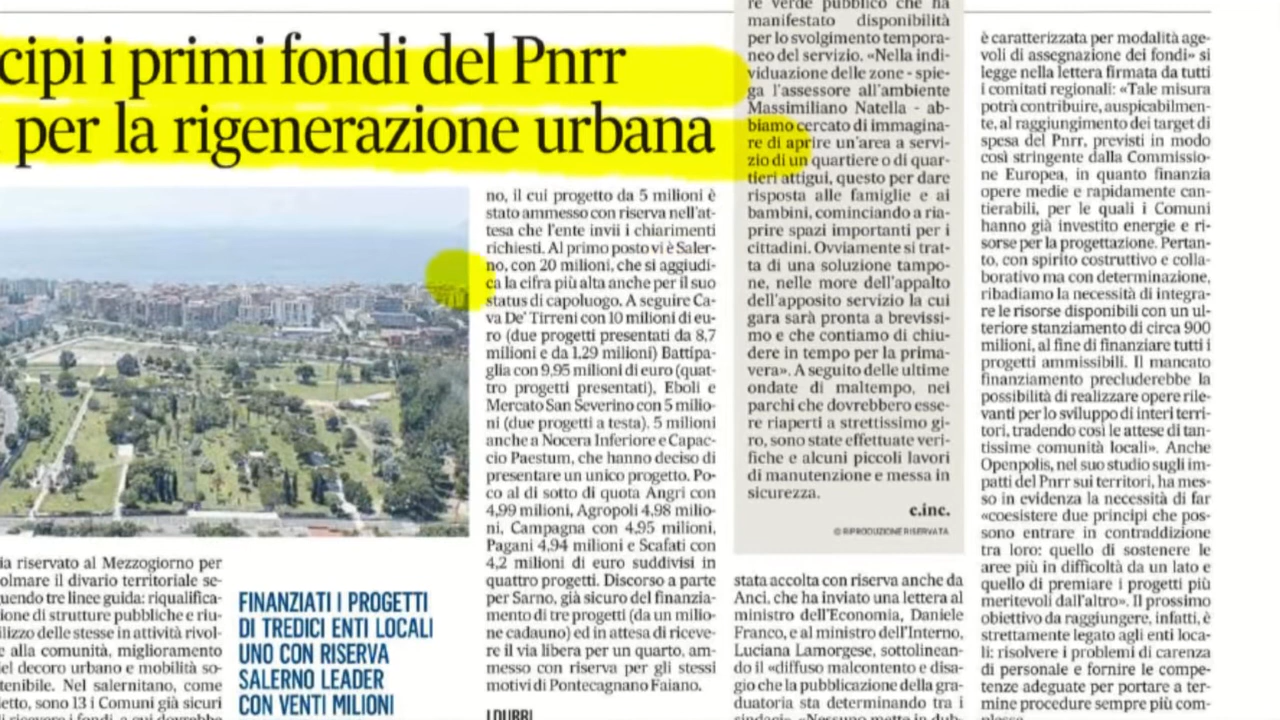 cipi i primi fondi del Pnrr
per la rigenerazione urbana
ia riservato al Mezzogiorno per
olmare il divario territoriale se-
uendo tre linee guida: riqualifica-
ione di strutture pubbliche e riu-
ilizzo delle stesse in attività rivol-
e alla comunità, miglioramento
el decoro urbano e mobilità so-
tenibile. Nel salernitano, come
etto, sono 13 i Comuni già sicuri
FINANZIATI I PROGETTI
DI TREDICI ENTI LOCALI
UNO CON RISERVA
SALERNO LEADER
CON VENTI MILIONI
no, il cui progetto da 5 milioni è
stato ammesso con riserva nell'at-
tesa che l'ente invii i chiarimenti
richiesti. Al primo posto vi è Saler-
no, con 20 milioni, che si aggiudi-
ca la cifra più alta anche per il suo
status di capoluogo. A seguire Ca-
va De' Tirreni con 10 milioni di eu-
ro (due progetti presentati da 8,7
milioni e da 1,29 milioni) Battipa-
glia con 9,95 milioni di euro (quat-
tro progetti presentati), Eboli e
Mercato San Severino con 5 milio-
ni (due progetti a testa). 5 milioni
anche a Nocera Inferiore e Capac-
cio Paestum, che hanno deciso di
presentare un unico progetto. Po-
co al di sotto di quota Angri con
4,99 milioni, Agropoli 4,98 milio-
ni, Campagna con 4,95 milioni,
Pagani 4,94 milioni e Scafati con
4,2 milioni di euro suddivisi in
quattro progetti. Discorso a parte
per Sarno, già sicuro del finanzia-
mento di tre progetti (da un milio-
ne cadauno) ed in attesa di riceve-
re il via libera per un quarto, am-
messo con riserva per gli stessi
motivi di Pontecagnano Faiano.
I DUBBI
re verde pubblico che ha
manifestato disponibilità
per lo svolgimento tempora-
neo del servizio. «Nella indi-
viduazione delle zone - spie-
ga l'assessore all'ambiente
Massimiliano Natella - ab-
biamo cercato di immagina-
re di aprire un'area a servi-
zio di un quartiere o di quar-
tieri attigui, questo per dare
risposta alle famiglie e ai
bambini, cominciando a ria-
prire spazi importanti per i
cittadini. Ovviamente si trat-
ta di una soluzione tampo-
ne, nelle more dell'appalto
dell'apposito servizio la cui
gara sarà pronta a brevissi-
mo e che contiamo di chiu-
dere in tempo per la prima-
vera». A seguito delle ultime
ondate di maltempo, nei
parchi che dovrebbero esse-
re riaperti a strettissimo gi-
ro, sono state effettuate veri-
fiche e alcuni piccoli lavori
di manutenzione e messa in
sicurezza.
c.inc.
© RIPRODUZIONE RISERVATA
stata accolta con riserva anche da
Anci, che ha inviato una lettera al
ministro dell'Economia, Daniele
Franco, e al ministro dell'Interno,
Luciana Lamorgese, sottolinean-
do il «diffuso malcontento e disa-
gio che la pubblicazione della gra-
duatoria sta determinando tra i
è caratterizzata per modalità age-
voli di assegnazione dei fondi» si
legge nella lettera firmata da tutti
i comitati regionali: «Tale misura
potrà contribuire, auspicabilmen-
te, al raggiungimento dei target di
spesa del Pnrr, previsti in modo
così stringente dalla Commissio-
ne Europea, in quanto finanzia
opere medie e rapidamente can-
tierabili, per le quali i Comuni
hanno già investito energie e ri-
sorse per la progettazione. Pertan-
to, con spirito costruttivo e colla-
borativo ma con determinazione,
ribadiamo la necessità di integra-
re le risorse disponibili con un ul-
teriore stanziamento di circa 900
milioni, al fine di finanziare tutti i
progetti ammissibili. Il mancato
finanziamento precluderebbe la
possibilità di realizzare opere rile-
vanti per lo sviluppo di interi terri-
tori, tradendo così le attese di tan-
tissime comunità locali». Anche
Openpolis, nel suo studio sugli im-
patti del Pnrr sui territori, ha mes-
so in evidenza la necessità di far
«coesistere due principi che pos-
sono entrare in contraddizione
tra loro: quello di sostenere le
aree più in difficoltà da un lato e
quello di premiare i progetti più
meritevoli dall'altro». Il prossimo
obiettivo da raggiungere, infatti, è
strettamente legato agli enti loca-
li: risolvere i problemi di carenza
di personale e fornire le compe-
tenze adeguate per portare a ter-
mine procedure sempre più com-